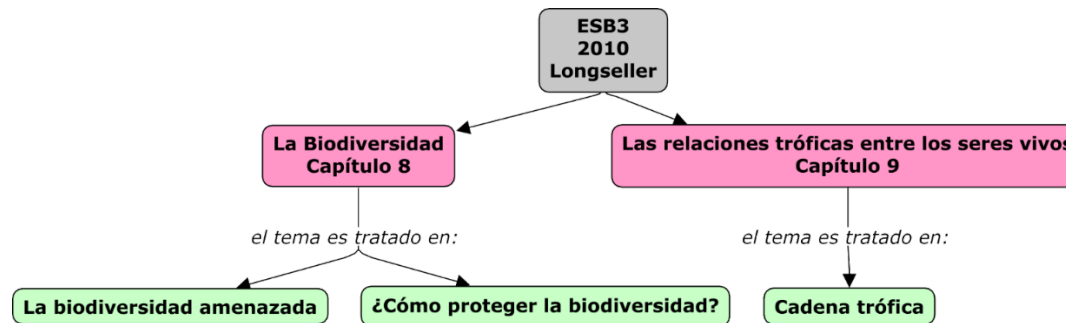 ESB3
2010
Longseller
La Biodiversidad
Capítulo 8
Las relaciones tróficas entre los seres vivos
Capítulo 9
el tema es tratado en:
el tema es tratado en:
La biodiversidad amenazada
¿Cómo proteger la biodiversidad?
Cadena trófica